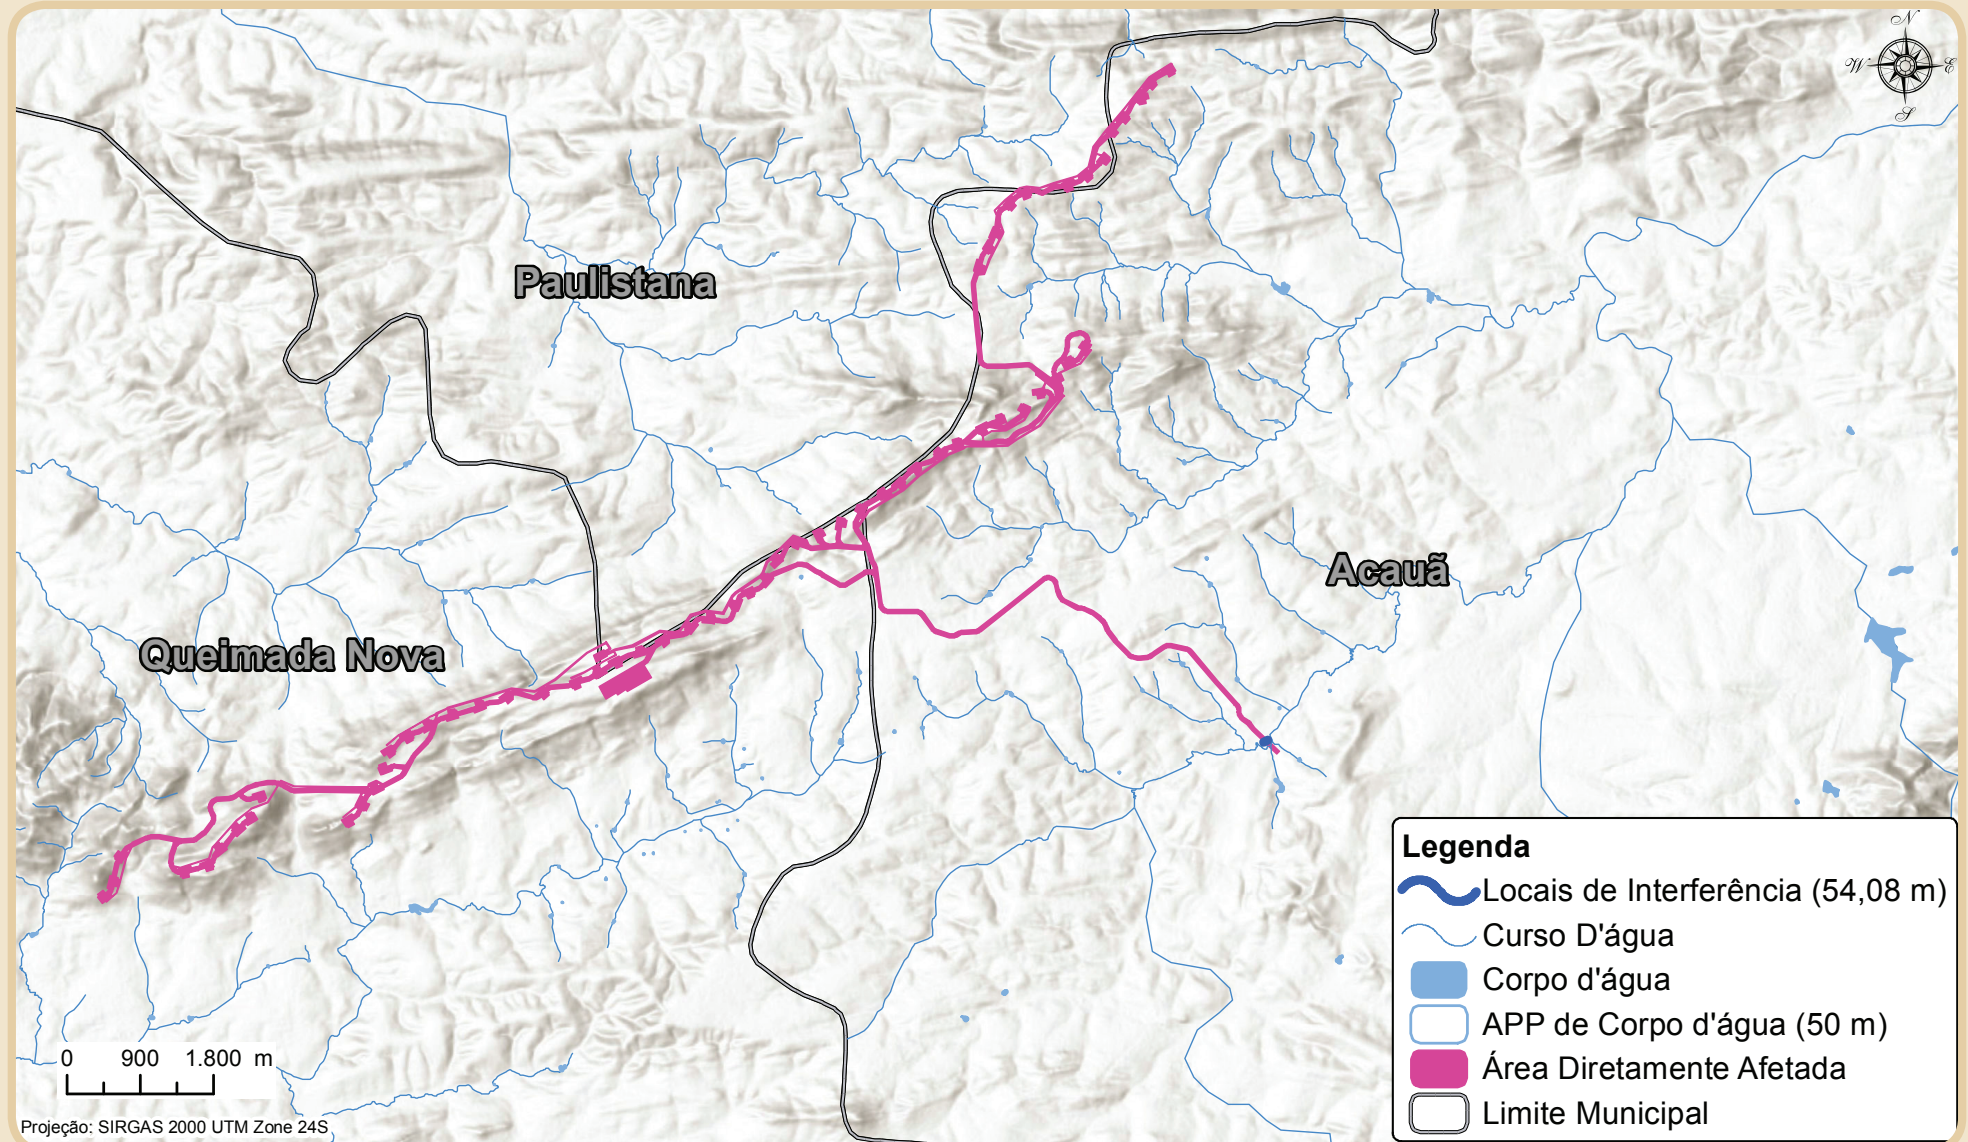 N
W E
S
Paulistana
Acauã
Queimada Nova
Legenda
Locais de Interferência (54,08 m)
Curso D'água
Corpo d'água
APP de Corpo d'água (50 m)
Área Diretamente Afetada
Limite Municipal
0 900 1.800 m
Projeção: SIRGAS 2000 UTM Zone 24S